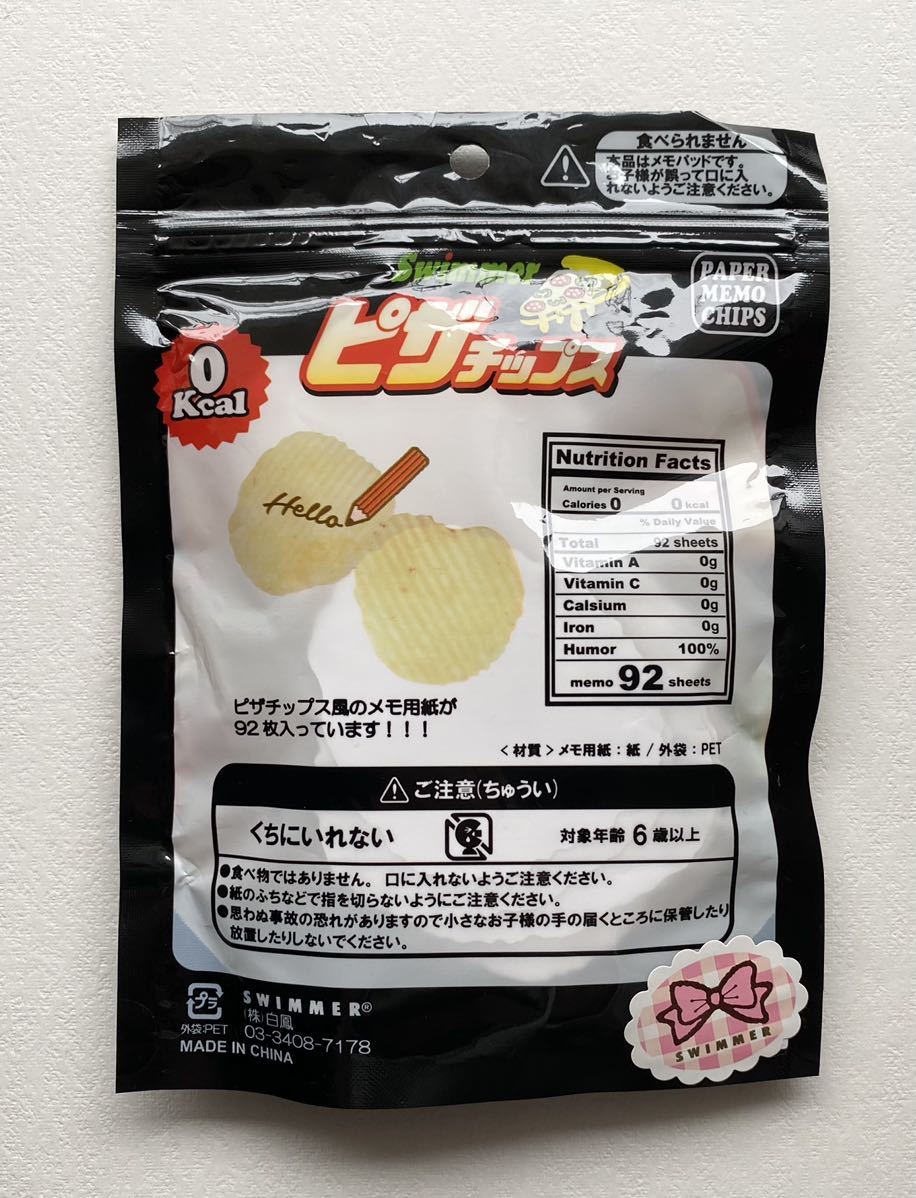 食べられません
本品はメモパッドです。
お子様が誤って口に入
れないようご注意ください。
Swimmer
ピザチップス
PAPER
MEMO
CHIPS
0
Kcal
Hello
Nutrition Facts
Amount per Serving
Calories 0 0 kcal
% Daily Value
Total 92 sheets
Vitamin A 0g
Vitamin C 0g
Calsium 0g
Iron 0g
Humor 100%
memo 92 sheets
ピザチップス風のメモ用紙が
92枚入っています!!!
<材質>メモ用紙:紙/外袋:PET
ご注意(ちゅうい)
くちにいれない 対象年齢 6 歳以上
●食べ物ではありません。口に入れないようご注意ください。
●紙のふちなどで指を切らないようにご注意ください。
●思わぬ事故の恐れがありますので小さなお子様の手の届くところに保管したり
放置したりしないでください。
プラ
外袋:PET
SWIMMER®
(株)白鳳
03-3408-7178
MADE IN CHINA
SWIMMER